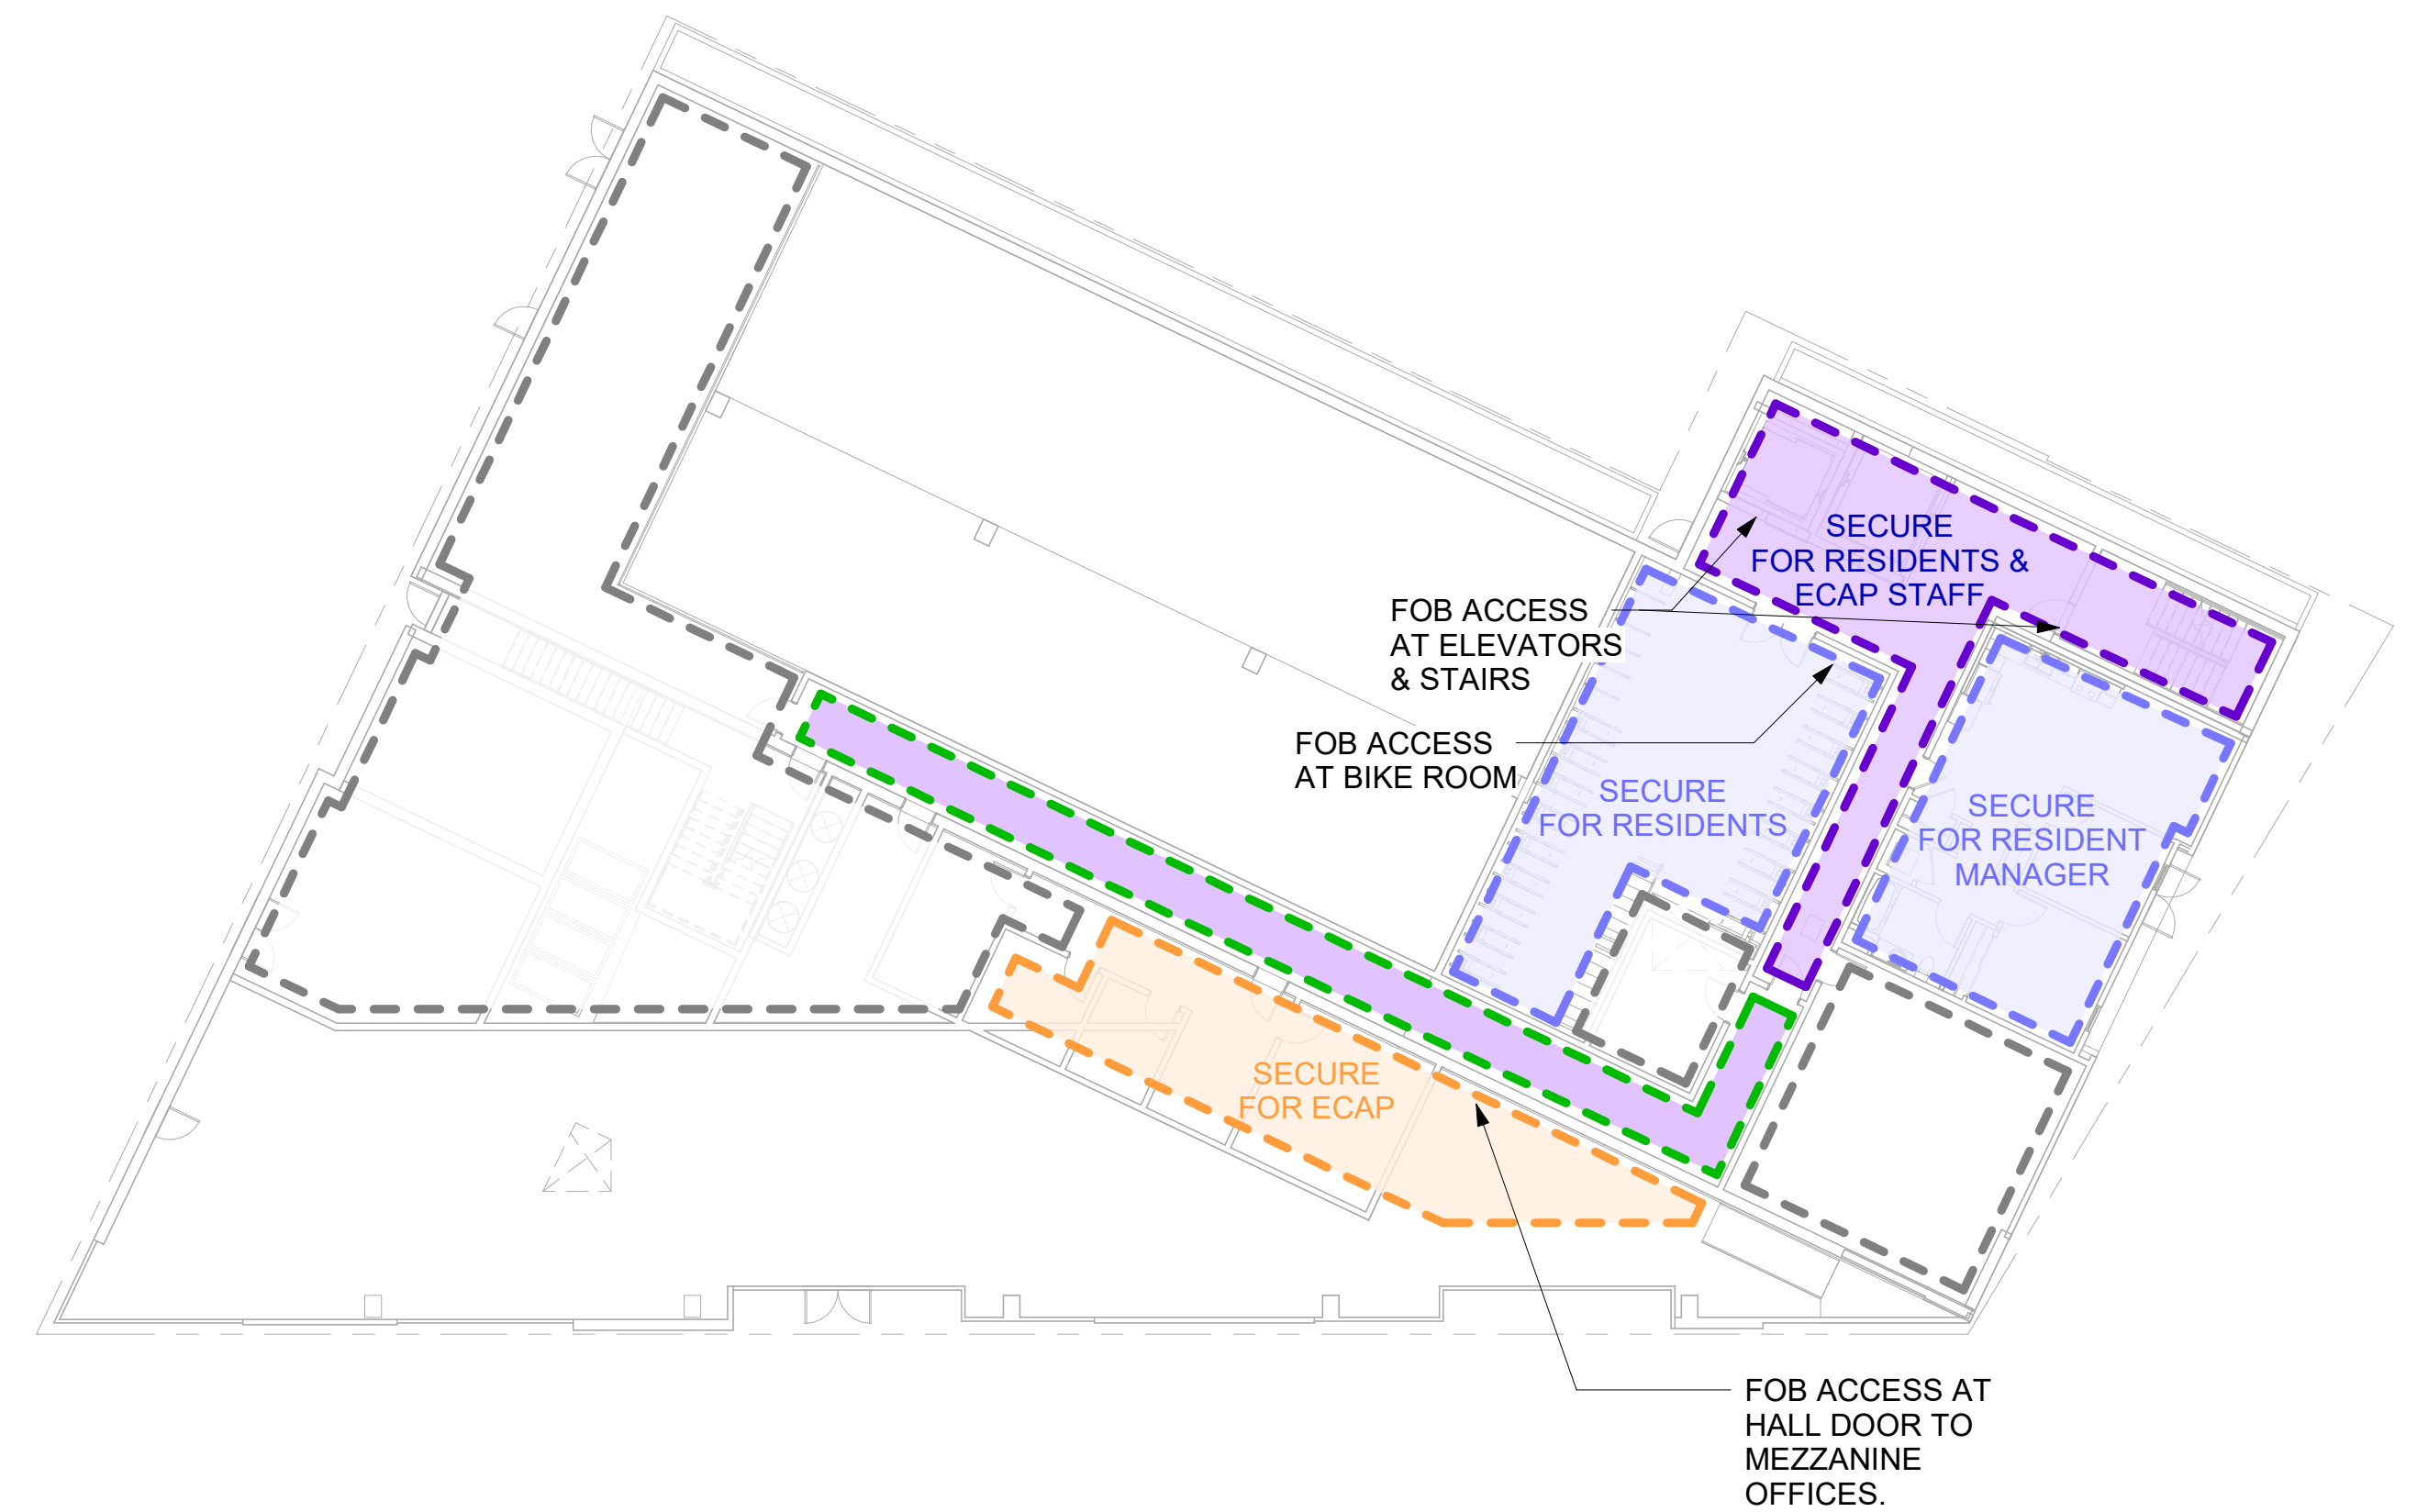 SECURE
FOR RESIDENTS &
ECAP STAFF
FOB ACCESS
AT ELEVATORS
& STAIRS
FOB ACCESS
AT BIKE ROOM
SECURE
FOR RESIDENTS
SECURE
FOR RESIDENT
MANAGER
SECURE
FOR ECAP
FOB ACCESS AT
HALL DOOR TO
MEZZANINE
OFFICES.